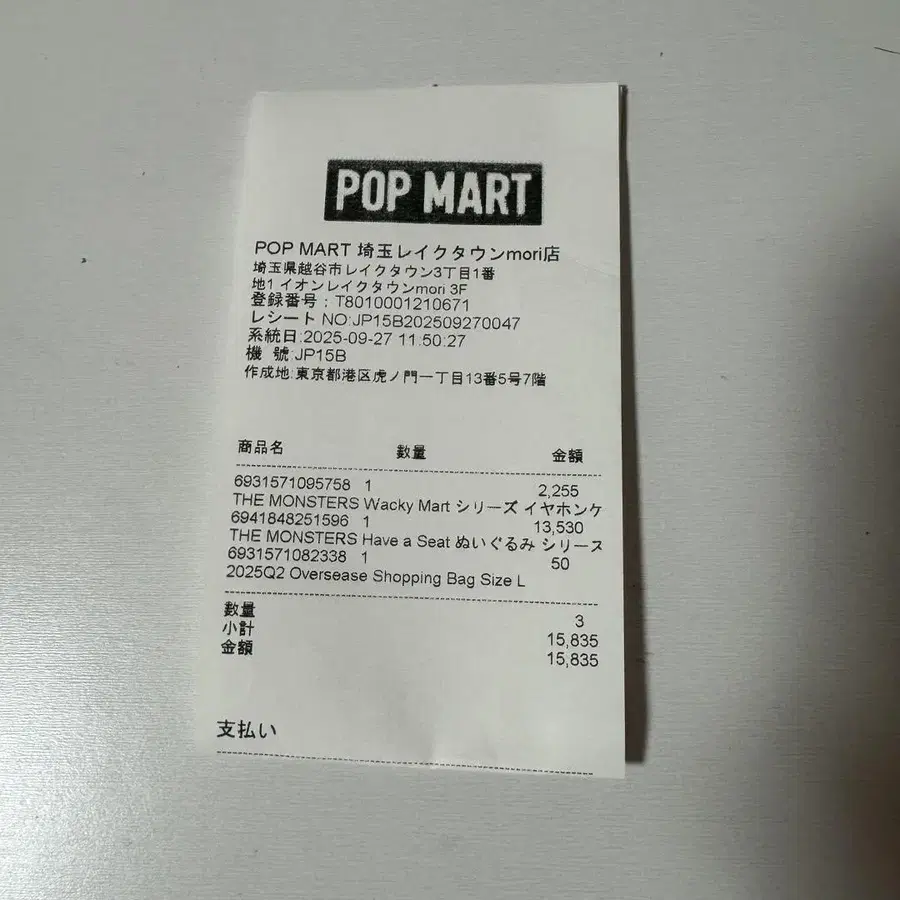 POP MART
POP MART 埼玉レイクタウンmori店
埼玉県越谷市レイクタウン3丁目1番
地1 イオンレイクタウンmori 3F
登録番号：T8010001210671
レシート NO:JP15B202509270047
系統日:2025-09-27 11:50:27
機 號:JP15B
作成地:東京都港区虎ノ門一丁目13番5号7階
商品名 数量 金額
6931571095758 1 2,255
THE MONSTERS Wacky Mart シリーズ イヤホンケ
6941848251596 1 13,530
THE MONSTERS Have a Seat ぬいぐるみ シリーズ
6931571082338 1 50
2025Q2 Oversease Shopping Bag Size L
数量 3
小計 15,835
金額 15,835
支払い